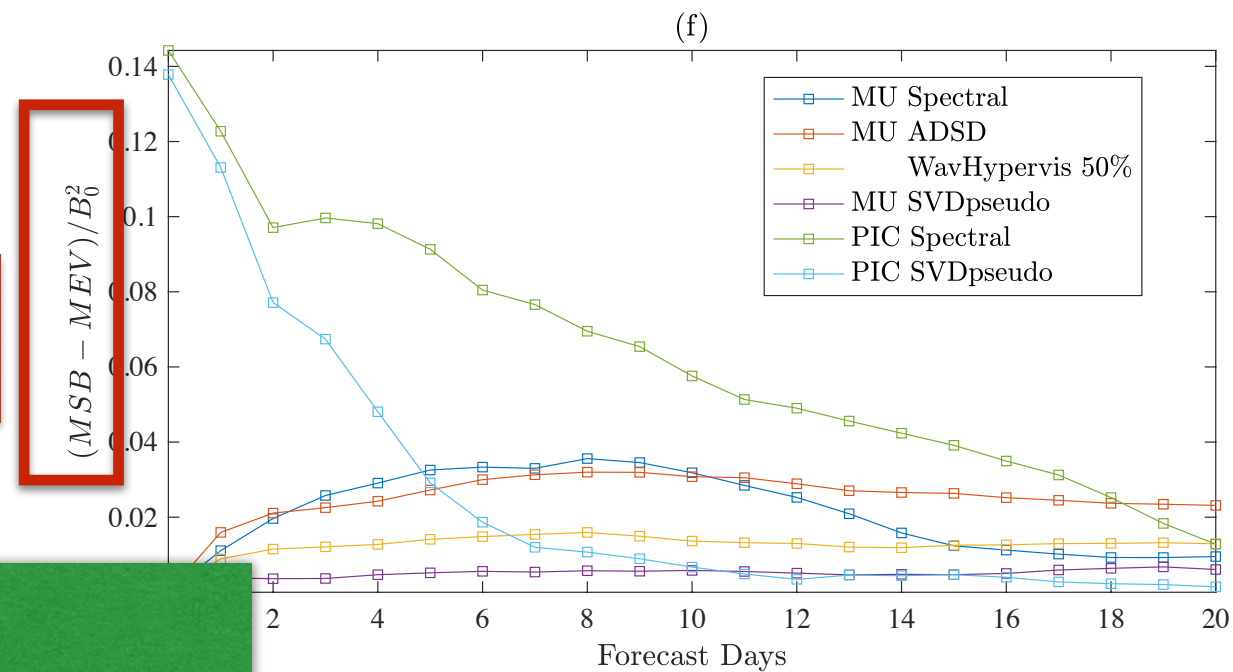 (f)
0.14
0.12
0.1
0.08
0.06
0.04
0.02
(MSB − MEV)/B₀²
MU Spectral
MU ADSD
WavHypervis 50%
MU SVDpseudo
PIC Spectral
PIC SVDpseudo
2 4 6 8 10 12 14 16 18 20
Forecast Days